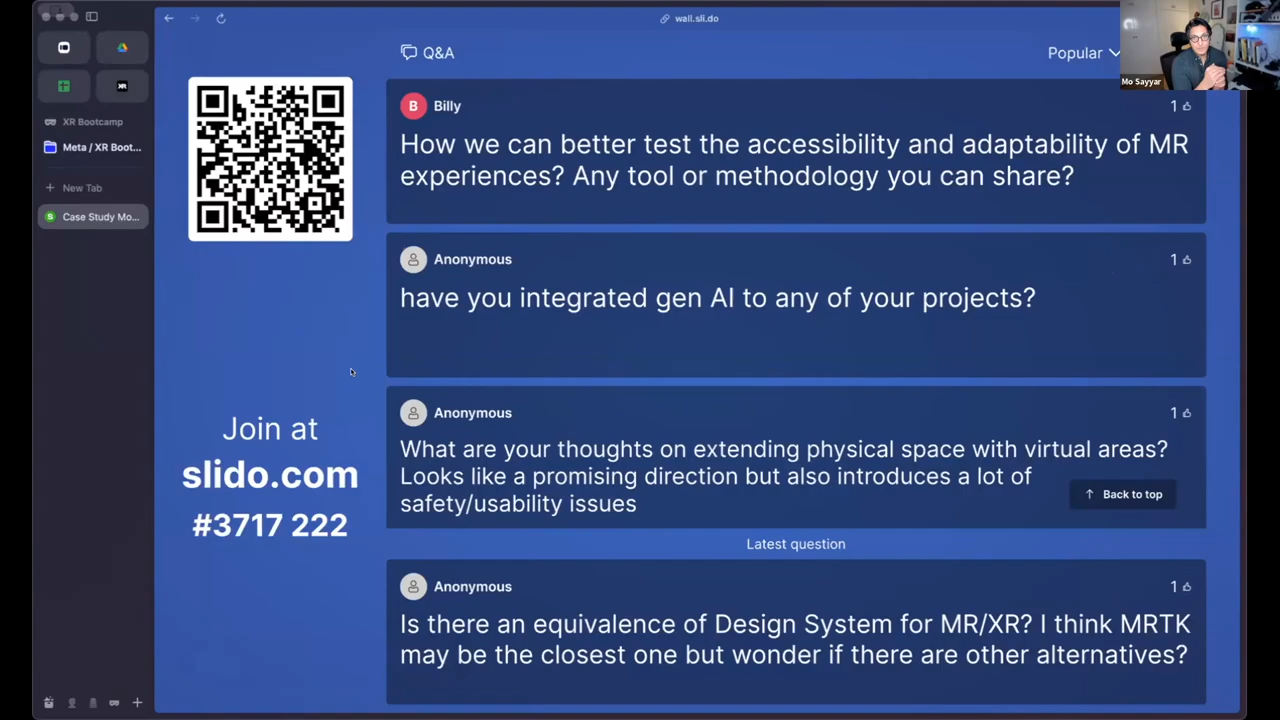 wall.sli.do
XR Bootcamp
Meta / XR Boot...
New Tab
Case Study Mo...
Join at
slido.com
#3717 222
Q&A
Popular
Mo Sayyar
B
Billy
1
How we can better test the accessibility and adaptability of MR
experiences? Any tool or methodology you can share?
Anonymous
1
have you integrated gen AI to any of your projects?
Anonymous
1
What are your thoughts on extending physical space with virtual areas?
Looks like a promising direction but also introduces a lot of
safety/usability issues
Back to top
Latest question
Anonymous
1
Is there an equivalence of Design System for MR/XR? I think MRTK
may be the closest one but wonder if there are other alternatives?